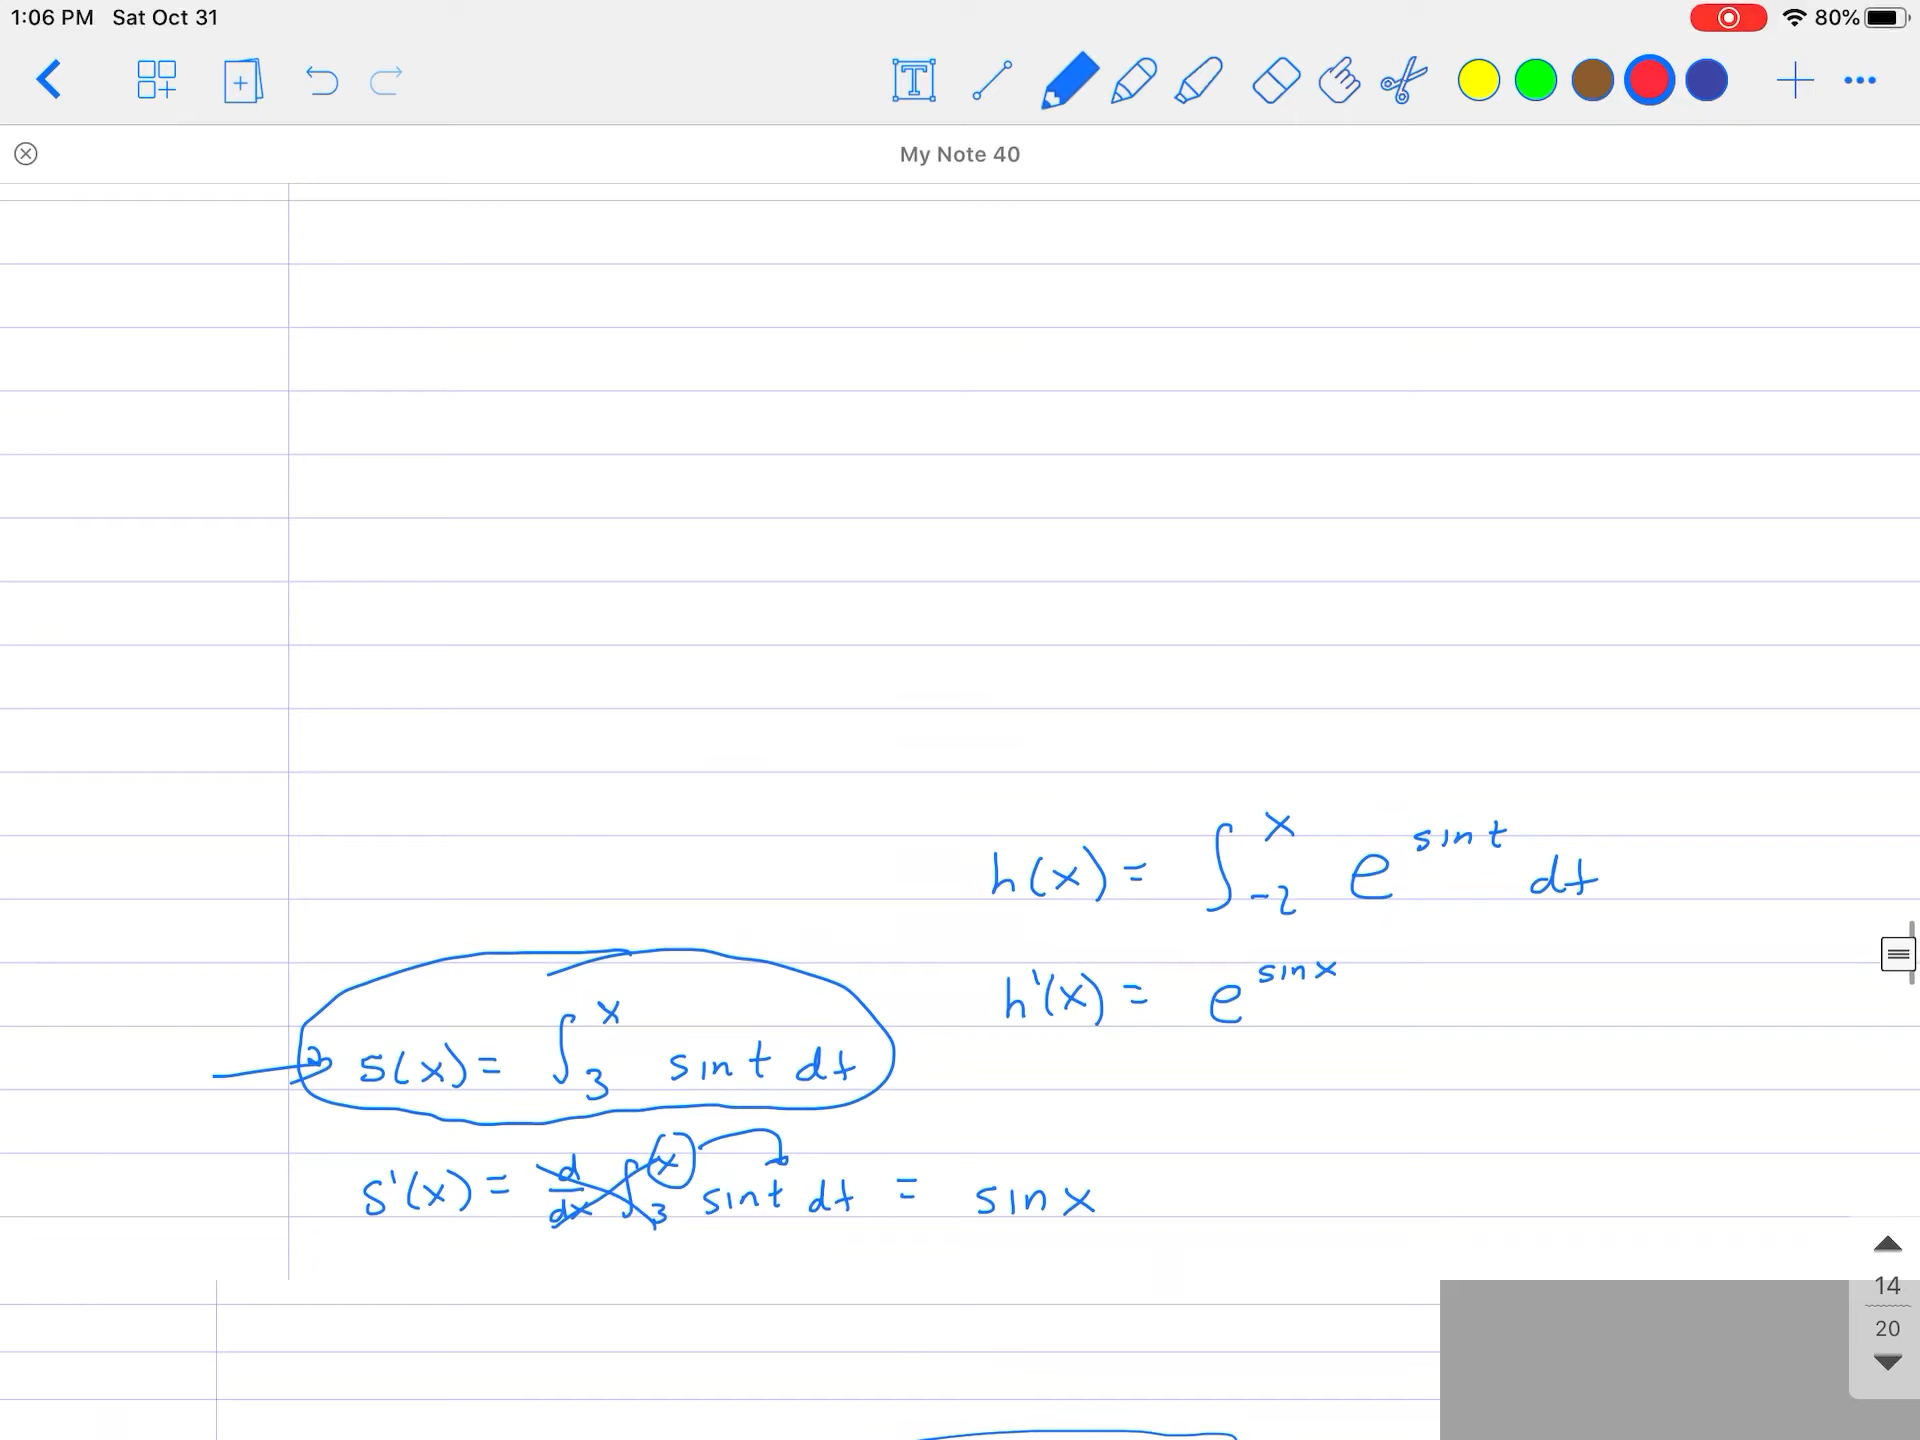 1:06 PM Sat Oct 31 80%
T
My Note 40
h(x) = ∫_{-2}^{x} e^{sin t} dt
h'(x) = e^{sin x}
S(x) = ∫_{3}^{x} sin t dt
S'(x) = d/dx ∫_{3}^{x} sin t dt = sin x
14
20